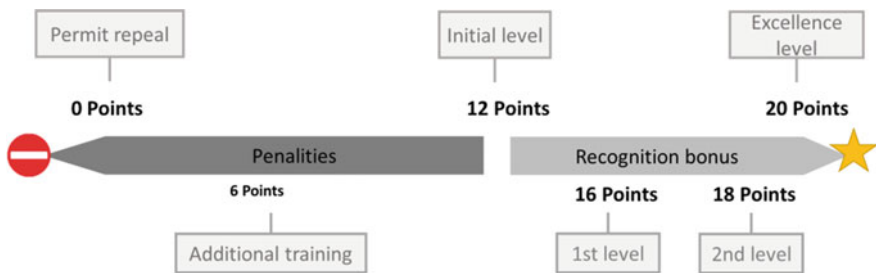 Permit repeal
Initial level
Excellence
level
0 Points
12 Points
20 Points
Penalities
Recognition bonus
6 Points
16 Points
18 Points
Additional training
1st level
2nd level